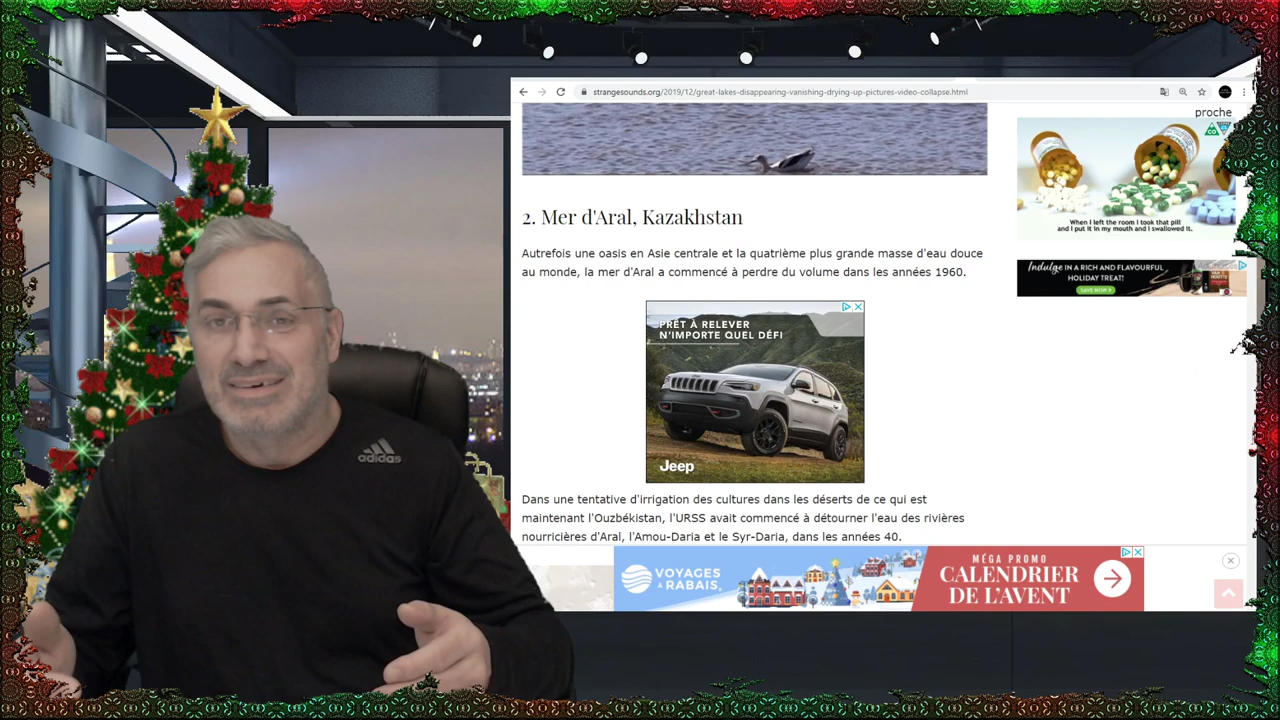 strangesounds.org/2019/12/great-lakes-disappearing-vanishing-drying-up-pictures-video-collapse.html
proche
When I left the room I took that pill
and I put it in my mouth and I swallowed it.
2. Mer d'Aral, Kazakhstan
Autrefois une oasis en Asie centrale et la quatrième plus grande masse d'eau douce
au monde, la mer d'Aral a commencé à perdre du volume dans les années 1960.
Indulge IN A RICH AND FLAVOURFUL
HOLIDAY TREAT!
SAVE NOW
PRÊT À RELEVER
N'IMPORTE QUEL DÉFI
Jeep
adidas
Dans une tentative d'irrigation des cultures dans les déserts de ce qui est
maintenant l'Ouzbékistan, l'URSS avait commencé à détourner l'eau des rivières
nourricières d'Aral, l'Amou-Daria et le Syr-Daria, dans les années 40.
VOYAGES
À RABAIS
MÉGA PROMO
CALENDRIER
DE L'AVENT